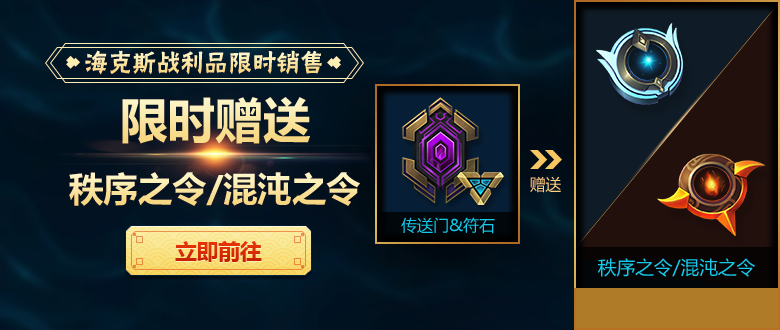 海克斯战利品限时销售
限时赠送
秩序之令/混沌之令
立即前往
传送门&符石
赠送
秩序之令/混沌之令